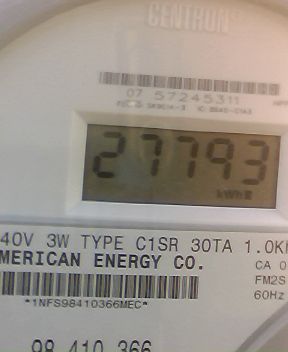 CENTRON
07 57245311
27793
kWh
40V 3W TYPE C1SR 30TA 1.0K
MERICAN ENERGY CO.
CA 0
FM2S
60Hz
*1NFS98410366MEC*
98 410 366